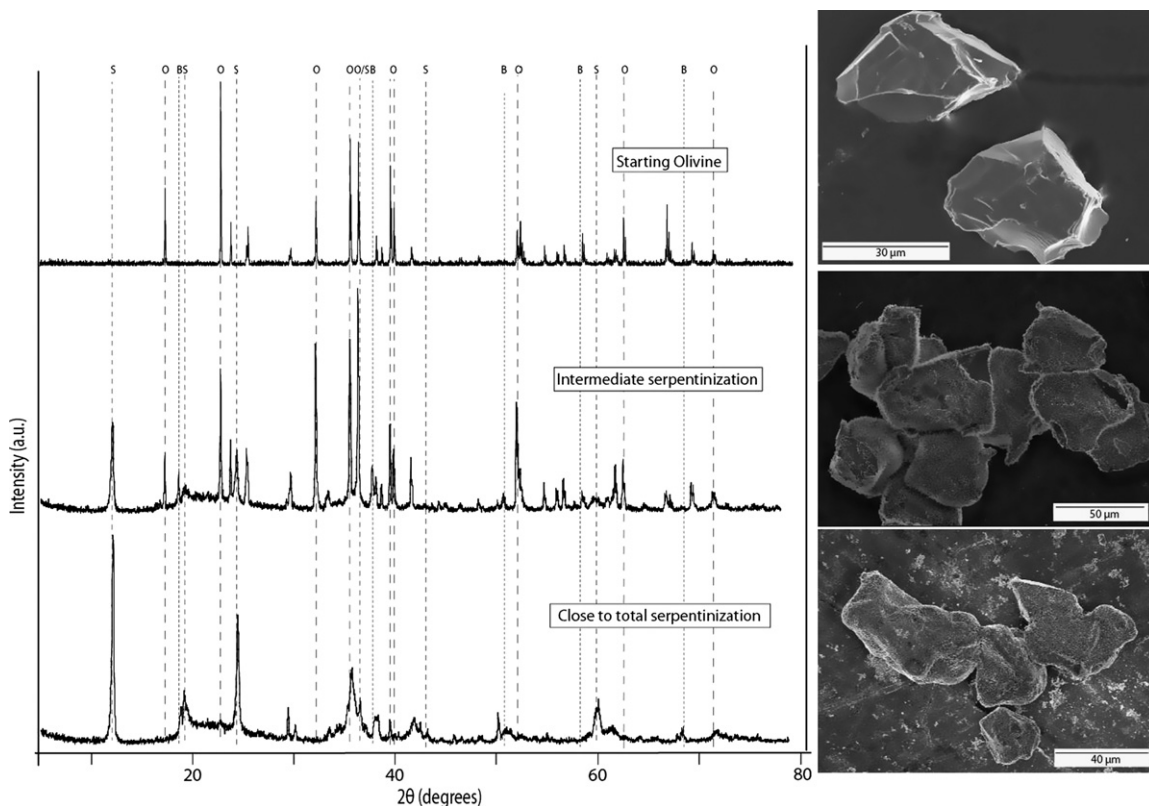 S O BS O S O OO/SB O S B O B S O B O
Starting Olivine
Intermediate serpentinization
Close to total serpentinization
Intensity (a.u.)
20 40 60 80
2θ (degrees)
30 µm
50 µm
40 µm